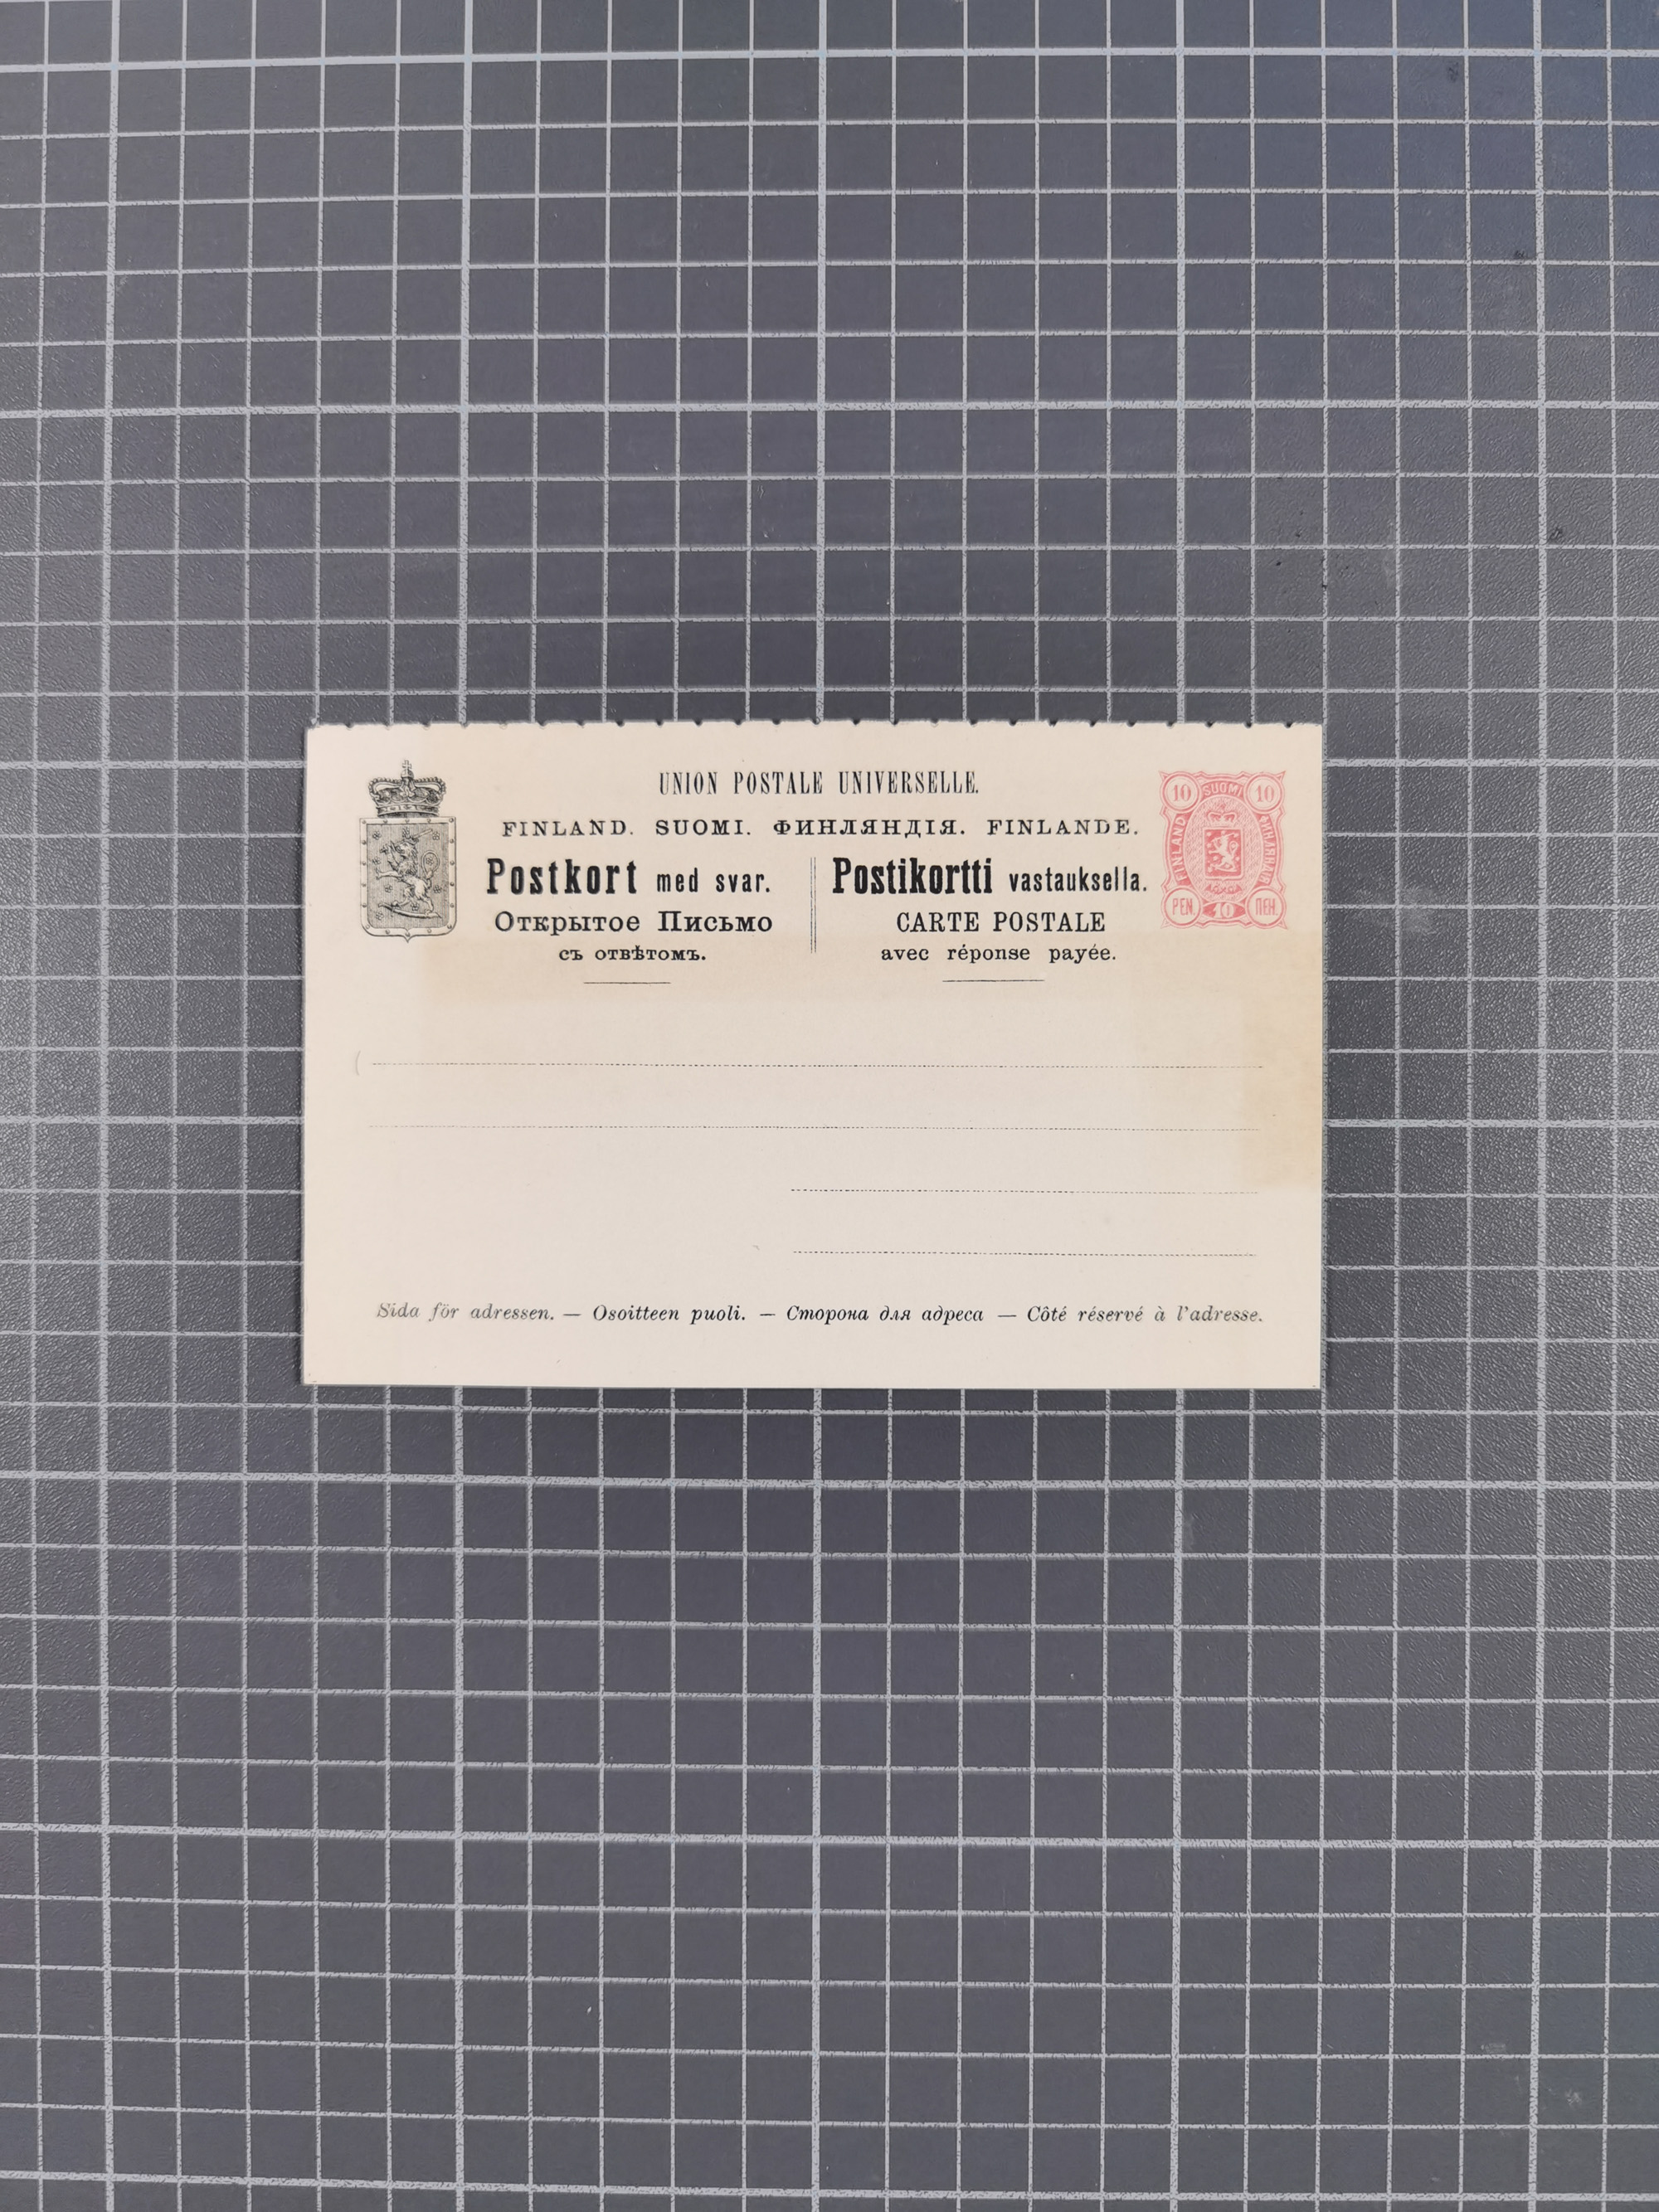 UNION POSTALE UNIVERSELLE.
FINLAND. SUOMI. ФИНЛЯНДІЯ. FINLANDE.
Postkort med svar.
Открытое Письмо
съ отвѣтомъ.
Postikortti vastauksella.
CARTE POSTALE
avec réponse payée.
10 SUOMI 10
FINLAND
PEN. 10 ПЕН.
Sida för adressen. — Osoitteen puoli. — Сторона для адреса — Côté réservé à l'adresse.